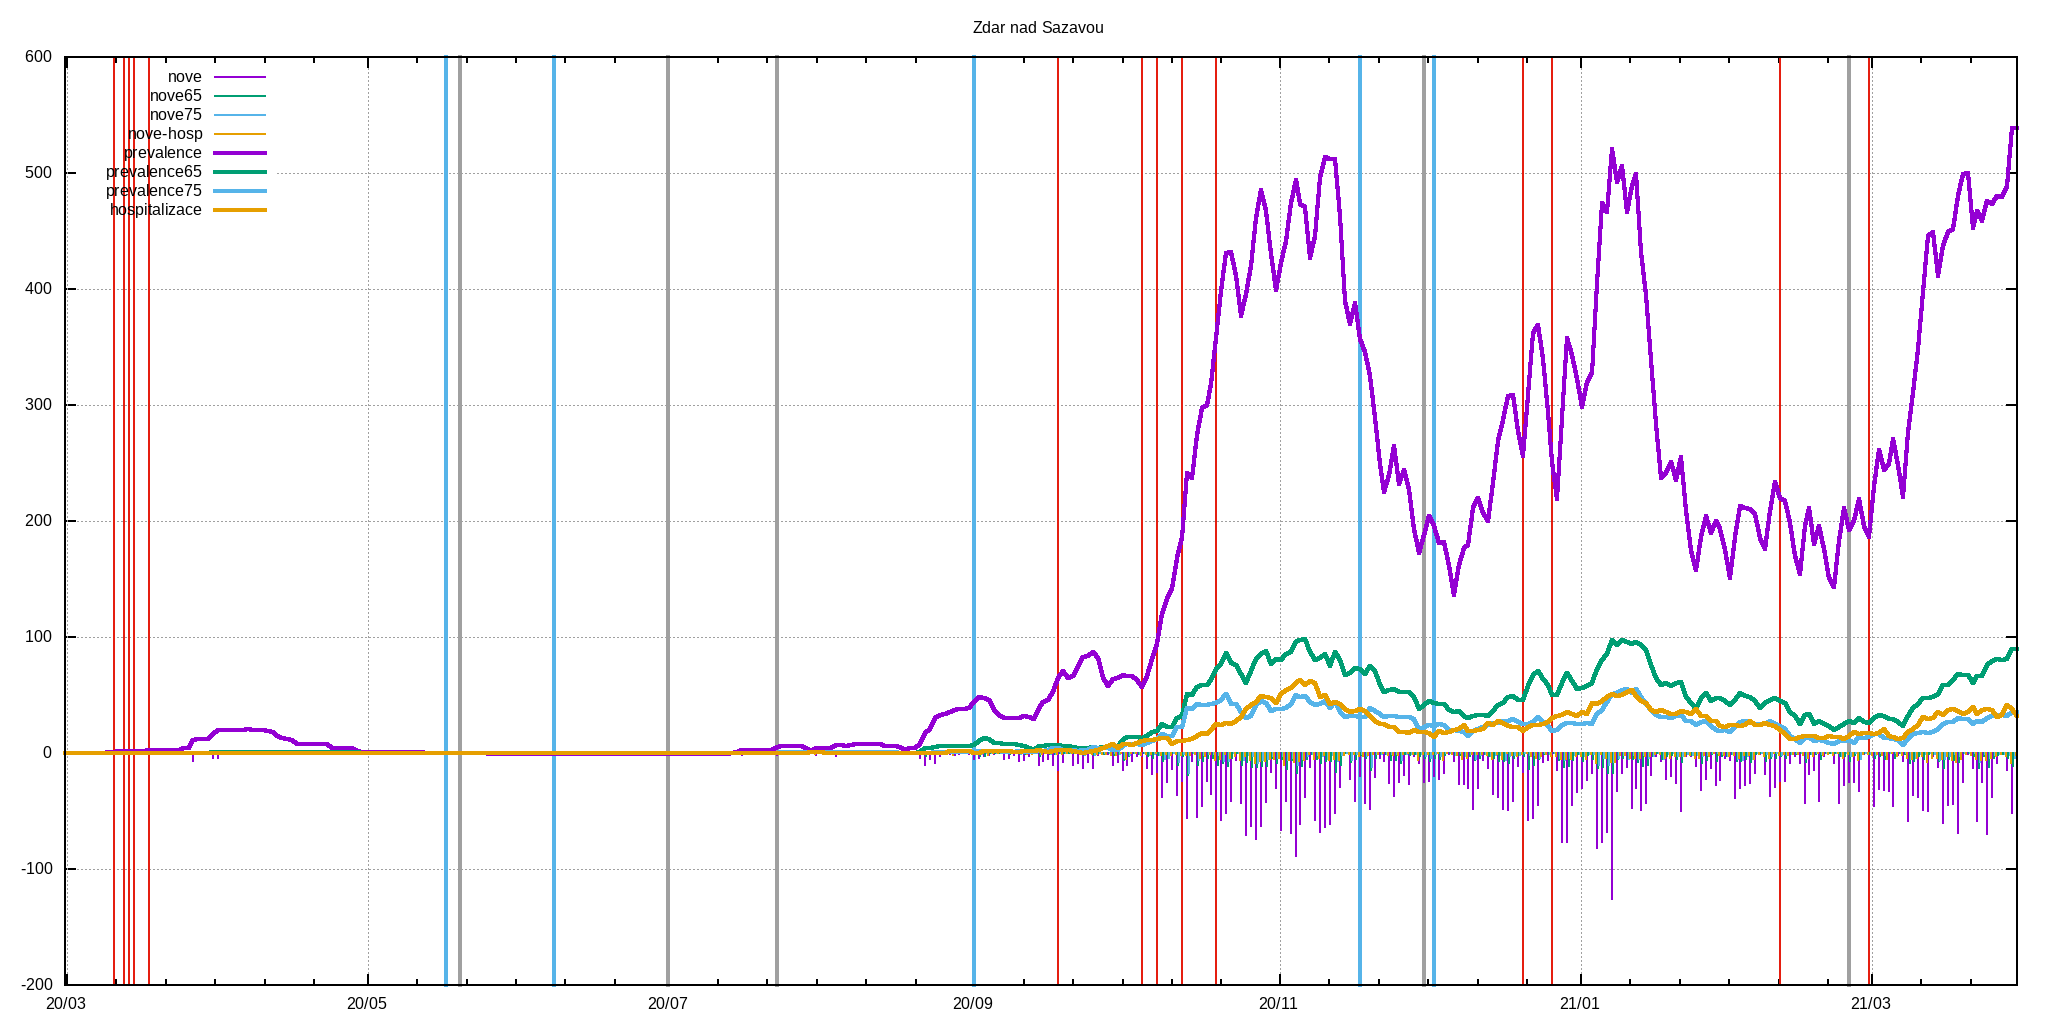 Zdar nad Sazavou
600
500
400
300
200
100
0
-100
-200
nove
nove65
nove75
nove-hosp
prevalence
prevalence65
prevalence75
hospitalizace
20/03 20/05 20/07 20/09 20/11 21/01 21/03